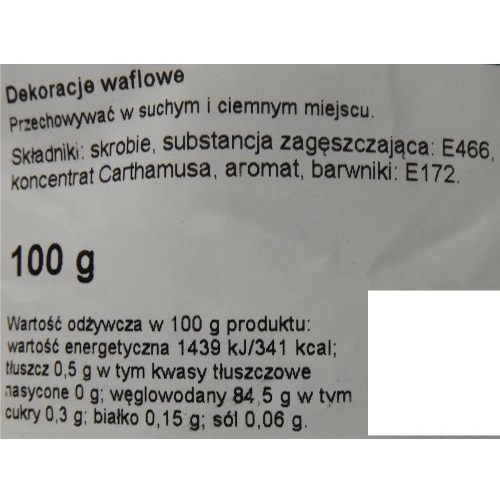 Dekoracje waflowe
Przechowywać w suchym i ciemnym miejscu.
Składniki: skrobie, substancja zagęszczająca: E466,
koncentrat Carthamusa, aromat, barwniki: E172.
100 g
Wartość odżywcza w 100 g produktu:
wartość energetyczna 1439 kJ/341 kcal;
tłuszcz 0,5 g w tym kwasy tłuszczowe
nasycone 0 g; węglowodany 84,5 g w tym
cukry 0,3 g; białko 0,15 g; sól 0,06 g.